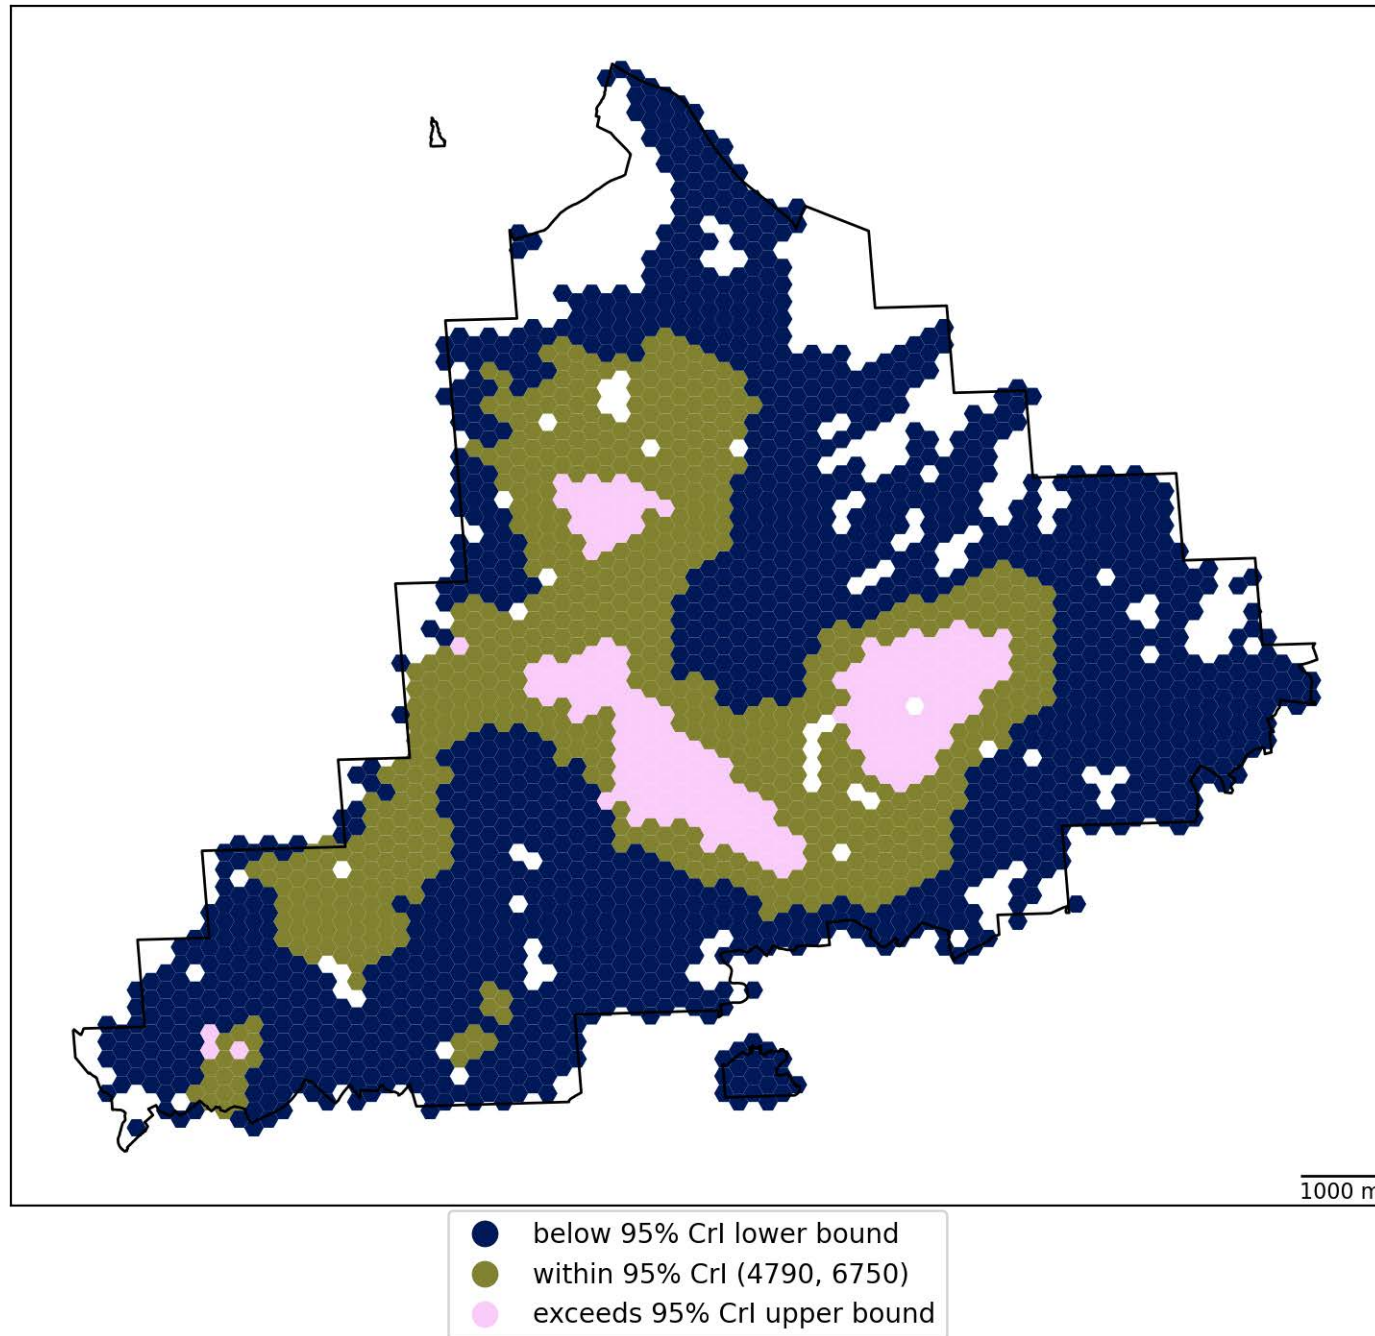 1000 m
below 95% CrI lower bound
within 95% CrI (4790, 6750)
exceeds 95% CrI upper bound